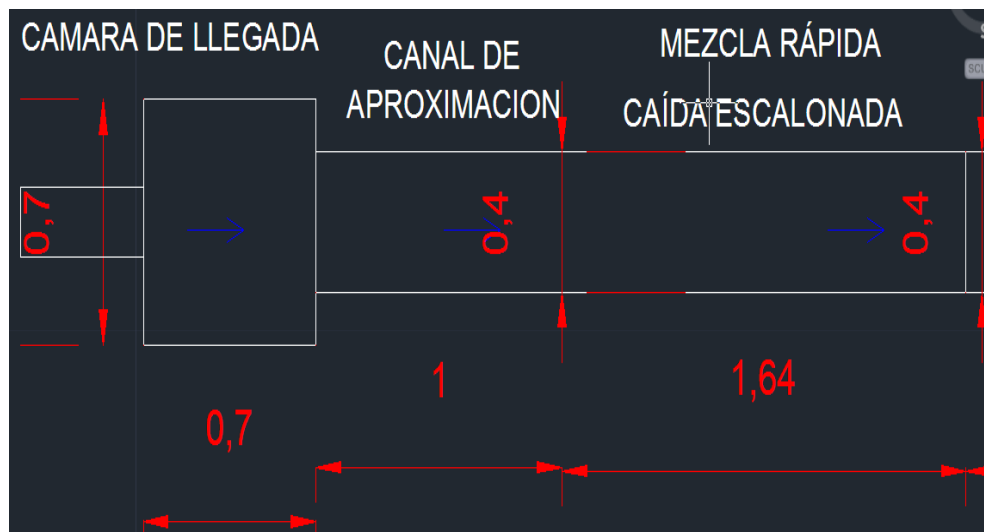 CAMARA DE LLEGADA
CANAL DE
APROXIMACION
MEZCLA RÁPIDA
CAÍDA ESCALONADA
0,7
0,4
0,4
1
1,64
0,7